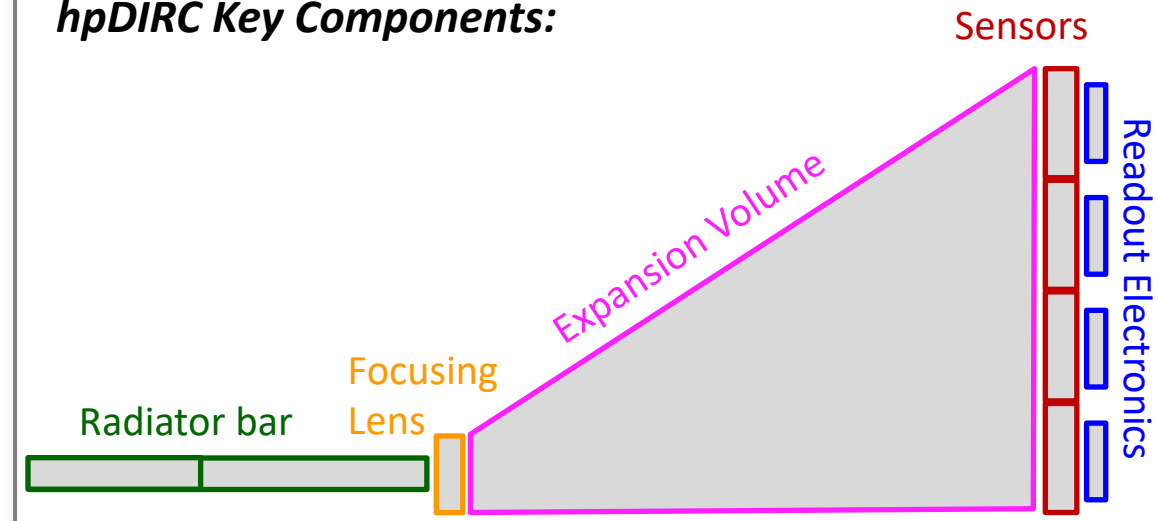 hpDIRC Key Components:
Sensors
Readout Electronics
Expansion Volume
Focusing
Lens
Radiator bar